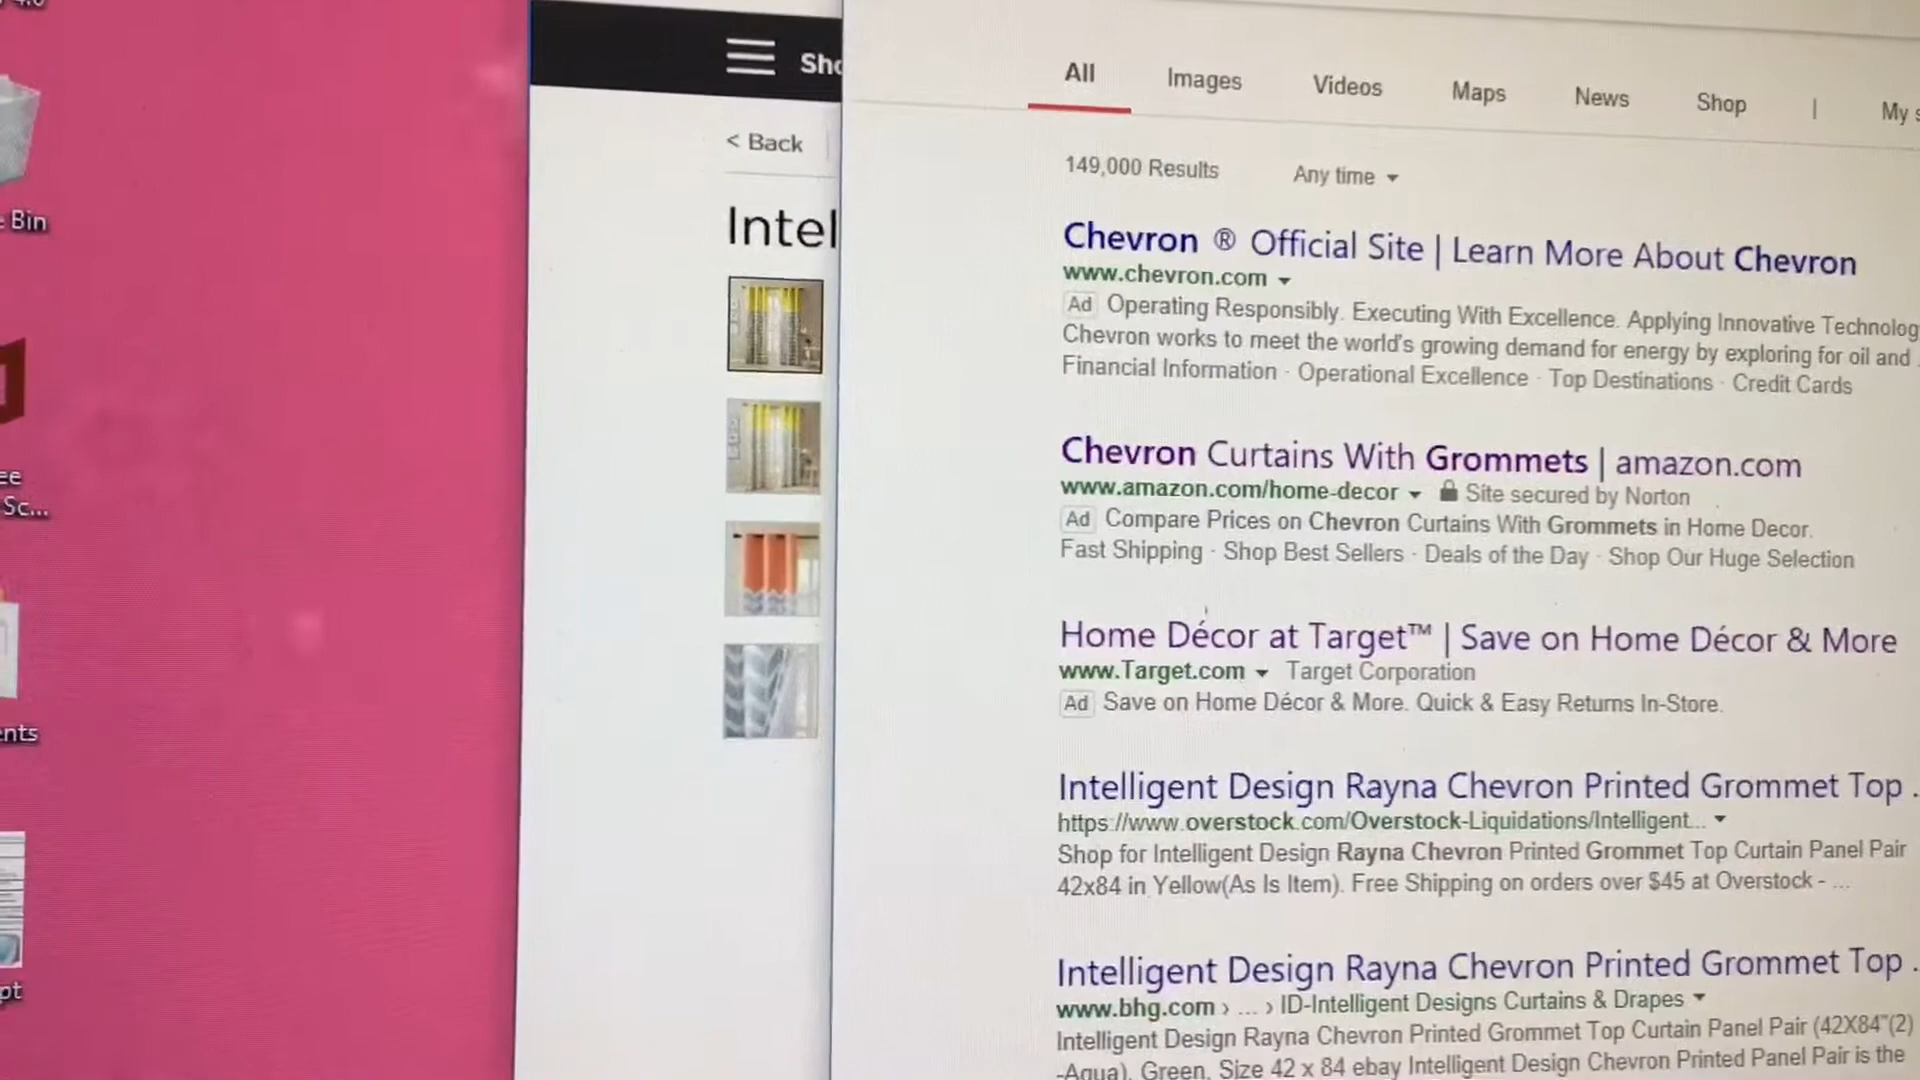 Bin
Sc...
Sho
< Back
Intel
All Images Videos Maps News Shop | My s
149,000 Results Any time
Chevron ® Official Site | Learn More About Chevron
www.chevron.com
Ad Operating Responsibly. Executing With Excellence. Applying Innovative Technolog
Chevron works to meet the world's growing demand for energy by exploring for oil and
Financial Information · Operational Excellence · Top Destinations · Credit Cards
Chevron Curtains With Grommets | amazon.com
www.amazon.com/home-decor Site secured by Norton
Ad Compare Prices on Chevron Curtains With Grommets in Home Decor.
Fast Shipping · Shop Best Sellers · Deals of the Day · Shop Our Huge Selection
Home Décor at Target™ | Save on Home Décor & More
www.Target.com Target Corporation
Ad Save on Home Décor & More. Quick & Easy Returns In-Store.
Intelligent Design Rayna Chevron Printed Grommet Top .
https://www.overstock.com/Overstock-Liquidations/Intelligent...
Shop for Intelligent Design Rayna Chevron Printed Grommet Top Curtain Panel Pair
42x84 in Yellow(As Is Item). Free Shipping on orders over $45 at Overstock - ...
Intelligent Design Rayna Chevron Printed Grommet Top .
www.bhg.com › ... › ID-Intelligent Designs Curtains & Drapes
Intelligent Design Rayna Chevron Printed Grommet Top Curtain Panel Pair (42X84"(2)
-Aqua), Green, Size 42 x 84 ebay Intelligent Design Chevron Printed Panel Pair is the